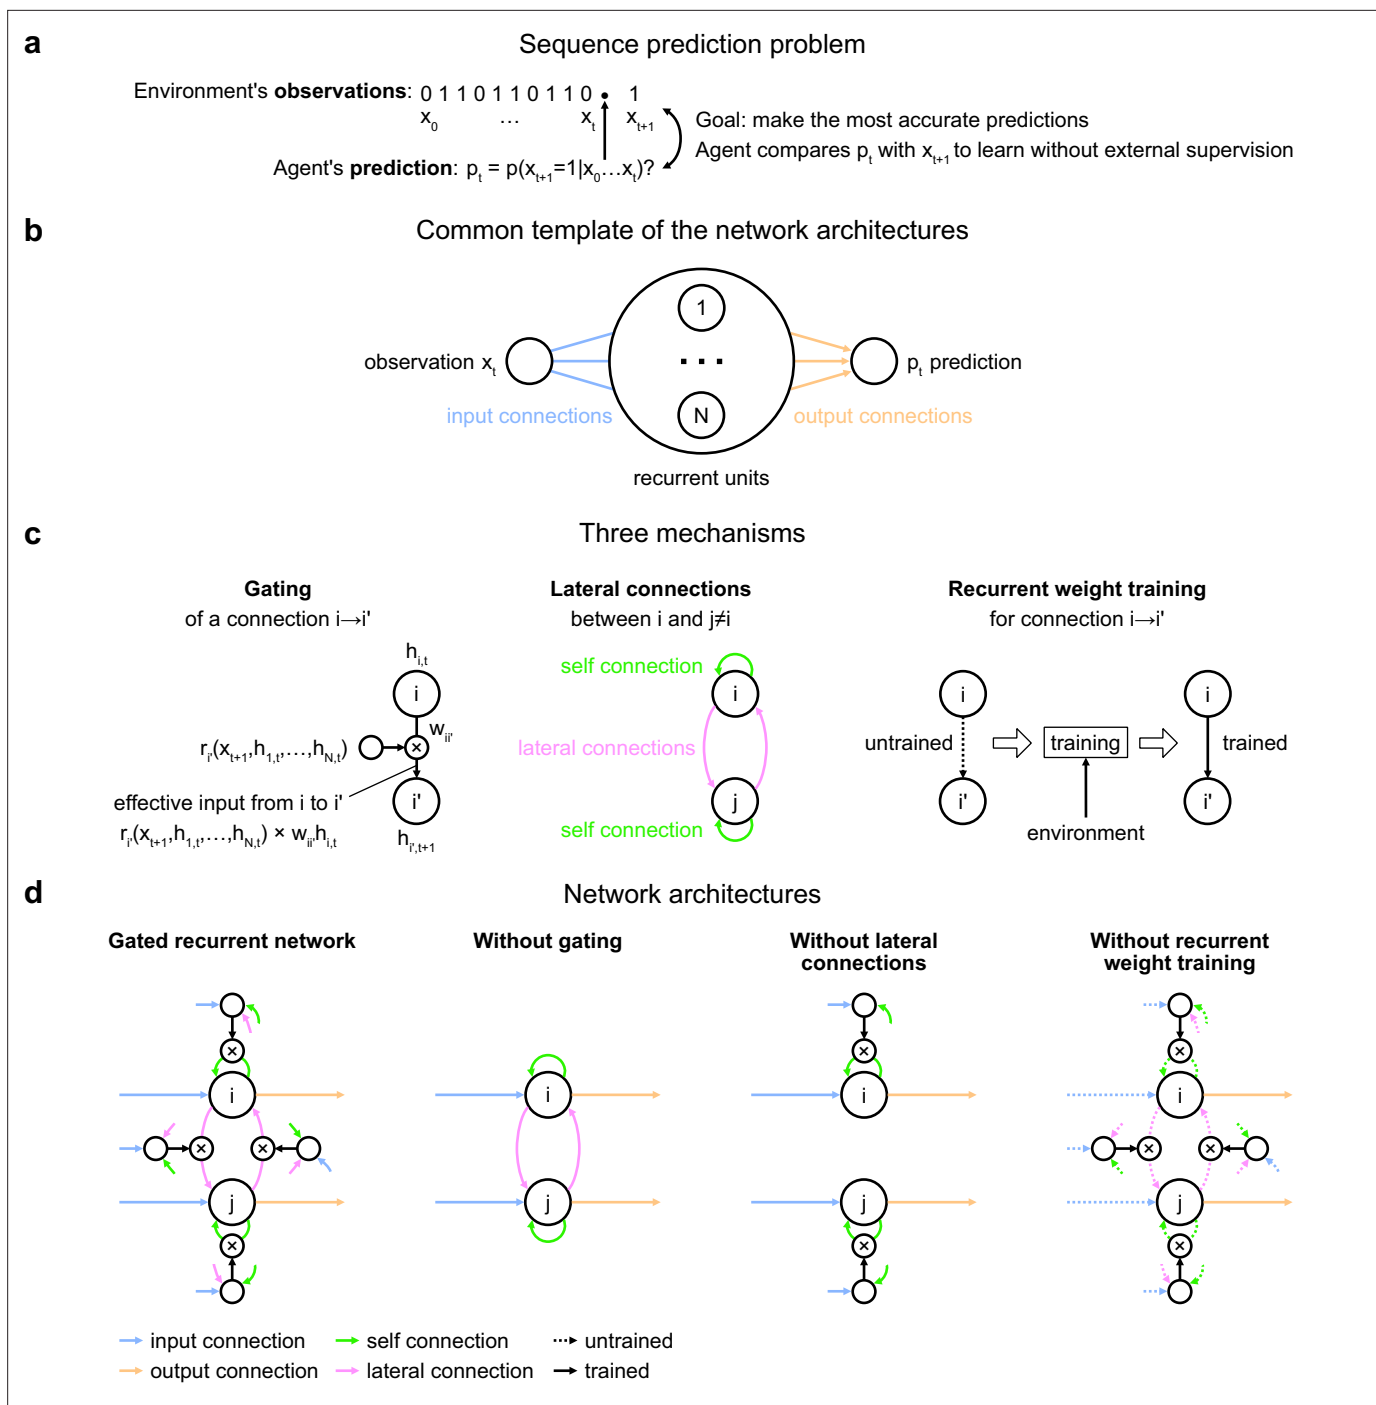 a
Sequence prediction problem
Environment's observations: 0 1 1 0 1 1 0 1 1 0 • 1
x0 … xt xt+1
Goal: make the most accurate predictions
Agent compares pt with xt+1 to learn without external supervision
Agent's prediction: pt = p(xt+1=1|x0…xt)?
b
Common template of the network architectures
1
observation xt
...
pt prediction
input connections
N
output connections
recurrent units
c
Three mechanisms
Gating
of a connection i→i'
hi,t
i
wii'
ri'(xt+1,h1,t,…,hN,t)
×
effective input from i to i'
i'
ri'(xt+1,h1,t,…,hN,t) × wii'hi,t
hi',t+1
Lateral connections
between i and j≠i
self connection
i
lateral connections
j
self connection
Recurrent weight training
for connection i→i'
i
i
untrained
training
trained
i'
i'
environment
d
Network architectures
Gated recurrent network
×
i
×
×
j
×
Without gating
i
j
Without lateral
connections
×
i
j
×
Without recurrent
weight training
×
i
×
×
j
×
input connection
self connection
untrained
output connection
lateral connection
trained